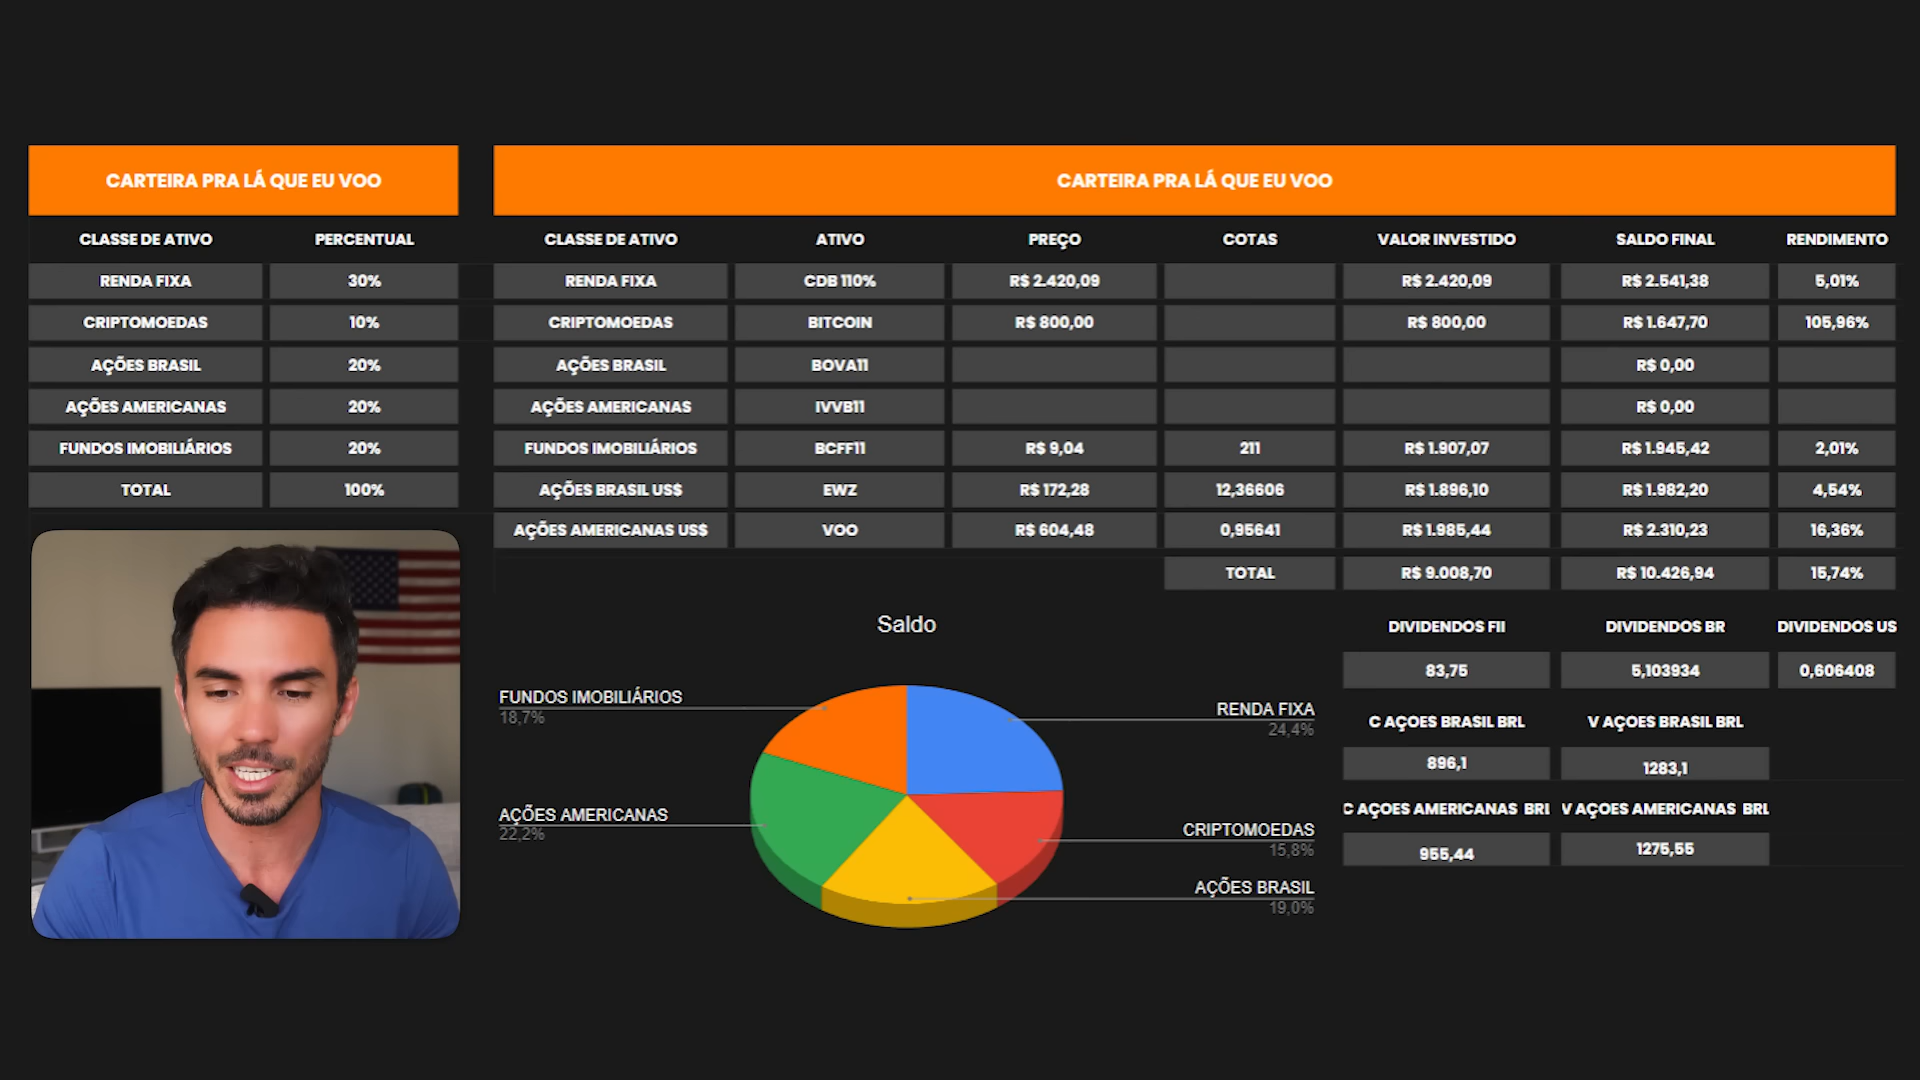 CARTEIRA PRA LÁ QUE EU VOO
CLASSE DE ATIVO PERCENTUAL
RENDA FIXA 30%
CRIPTOMOEDAS 10%
AÇÕES BRASIL 20%
AÇÕES AMERICANAS 20%
FUNDOS IMOBILIÁRIOS 20%
TOTAL 100%
CARTEIRA PRA LÁ QUE EU VOO
CLASSE DE ATIVO ATIVO PREÇO COTAS VALOR INVESTIDO SALDO FINAL RENDIMENTO
RENDA FIXA CDB 110% R$ 2.420,09 R$ 2.420,09 R$ 2.541,38 5,01%
CRIPTOMOEDAS BITCOIN R$ 800,00 R$ 800,00 R$ 1.647,70 105,96%
AÇÕES BRASIL BOVA11 R$ 0,00
AÇÕES AMERICANAS IVVB11 R$ 0,00
FUNDOS IMOBILIÁRIOS BCFF11 R$ 9,04 211 R$ 1.907,07 R$ 1.945,42 2,01%
AÇÕES BRASIL US$ EWZ R$ 172,28 12,36606 R$ 1.896,10 R$ 1.982,20 4,54%
AÇÕES AMERICANAS US$ VOO R$ 604,48 0,95641 R$ 1.985,44 R$ 2.310,23 16,36%
TOTAL R$ 9.008,70 R$ 10.426,94 15,74%
Saldo
FUNDOS IMOBILIÁRIOS
18,7%
RENDA FIXA
24,4%
AÇÕES AMERICANAS
22,2%
CRIPTOMOEDAS
15,8%
AÇÕES BRASIL
19,0%
DIVIDENDOS FII DIVIDENDOS BR DIVIDENDOS US
83,75 5,103934 0,606408
C AÇOES BRASIL BRL V AÇOES BRASIL BRL
896,1 1283,1
C AÇOES AMERICANAS BRL V AÇOES AMERICANAS BRL
955,44 1275,55